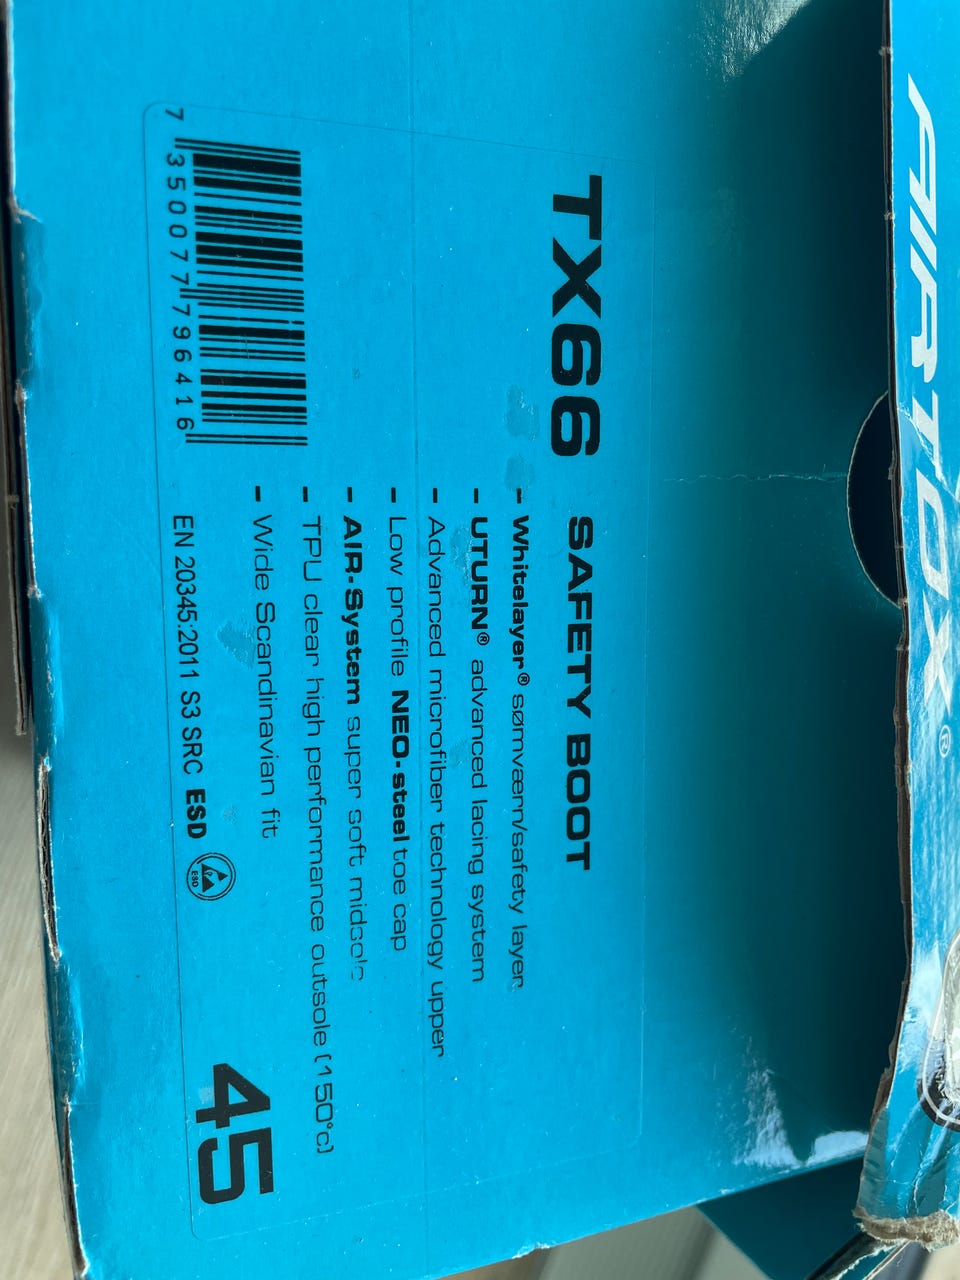 AIRTOX®
TX66 SAFETY BOOT
- Whitelayer® sømværn/safety layer
- UTURN® advanced lacing system
- Advanced microfiber technology upper
- Low profile NEO-steel toe cap
- AIR-System super soft midsole
- TPU clear high performance outsole (150°c)
- Wide Scandinavian fit
7 350077 796416
EN 20345:2011 S3 SRC ESD
ESD
45